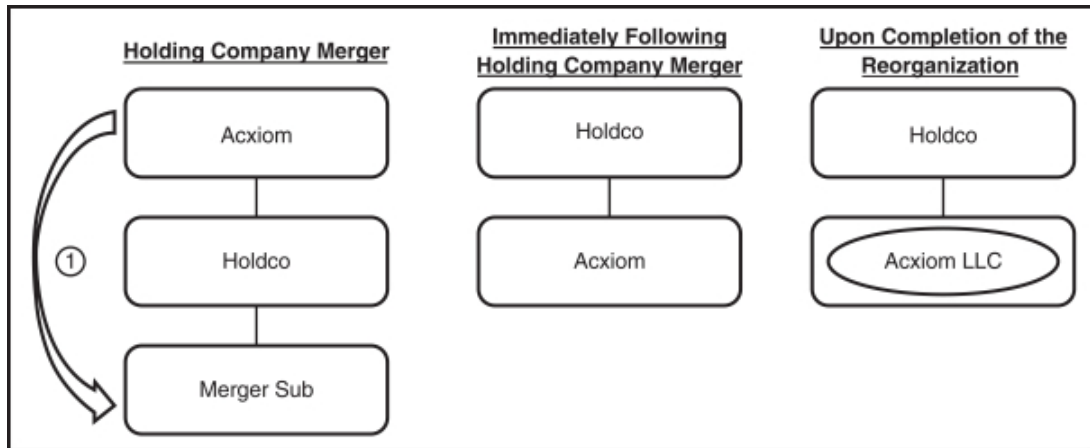 Holding Company Merger
Acxiom
Holdco
Merger Sub
1
Immediately Following
Holding Company Merger
Holdco
Acxiom
Upon Completion of the
Reorganization
Holdco
Acxiom LLC